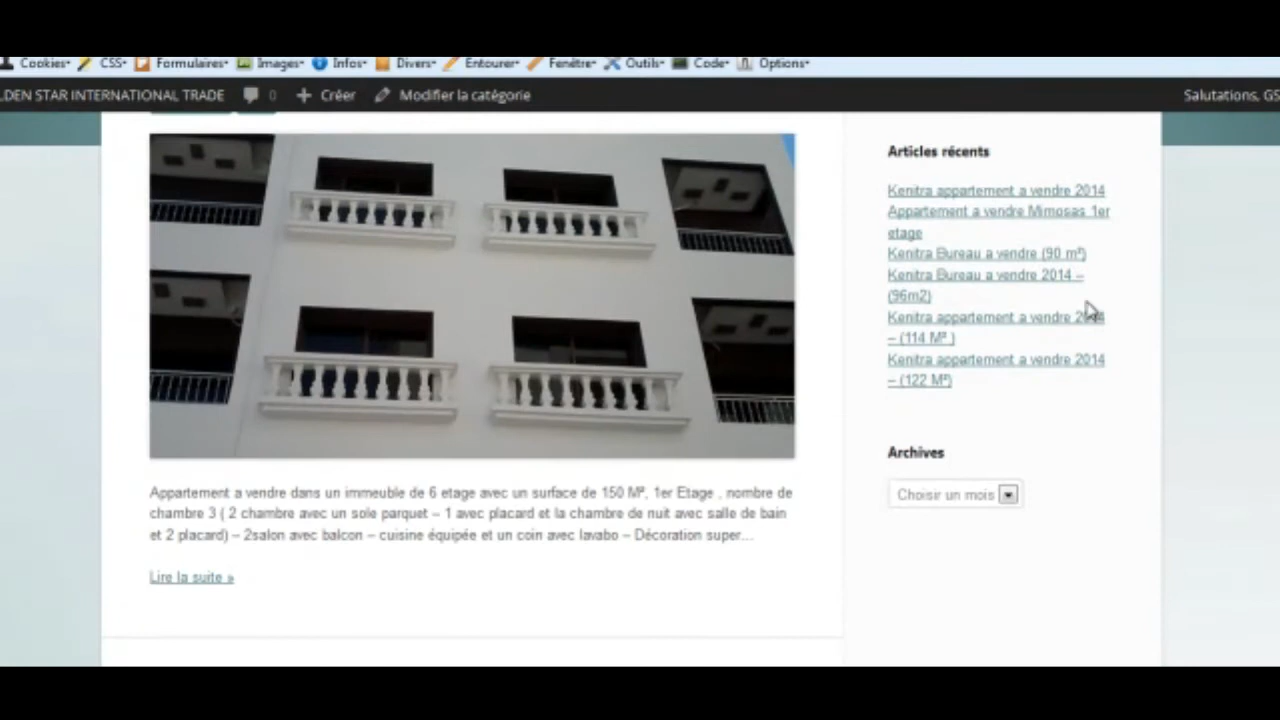 Cookies CSS Formulaires Images Infos Divers Entourer Fenêtre Outils Code Options
LDEN STAR INTERNATIONAL TRADE 0 + Créer Modifier la catégorie Salutations, GS
Articles récents
Kenitra appartement a vendre 2014
Appartement a vendre Mimosas 1er
etage
Kenitra Bureau a vendre (90 m²)
Kenitra Bureau a vendre 2014 –
(96m2)
Kenitra appartement a vendre 2014
– (114 M² )
Kenitra appartement a vendre 2014
– (122 M²)
Archives
Choisir un mois
Appartement a vendre dans un immeuble de 6 etage avec un surface de 150 M², 1er Etage , nombre de
chambre 3 ( 2 chambre avec un sole parquet – 1 avec placard et la chambre de nuit avec salle de bain
et 2 placard) – 2salon avec balcon – cuisine équipée et un coin avec lavabo – Décoration super...
Lire la suite »